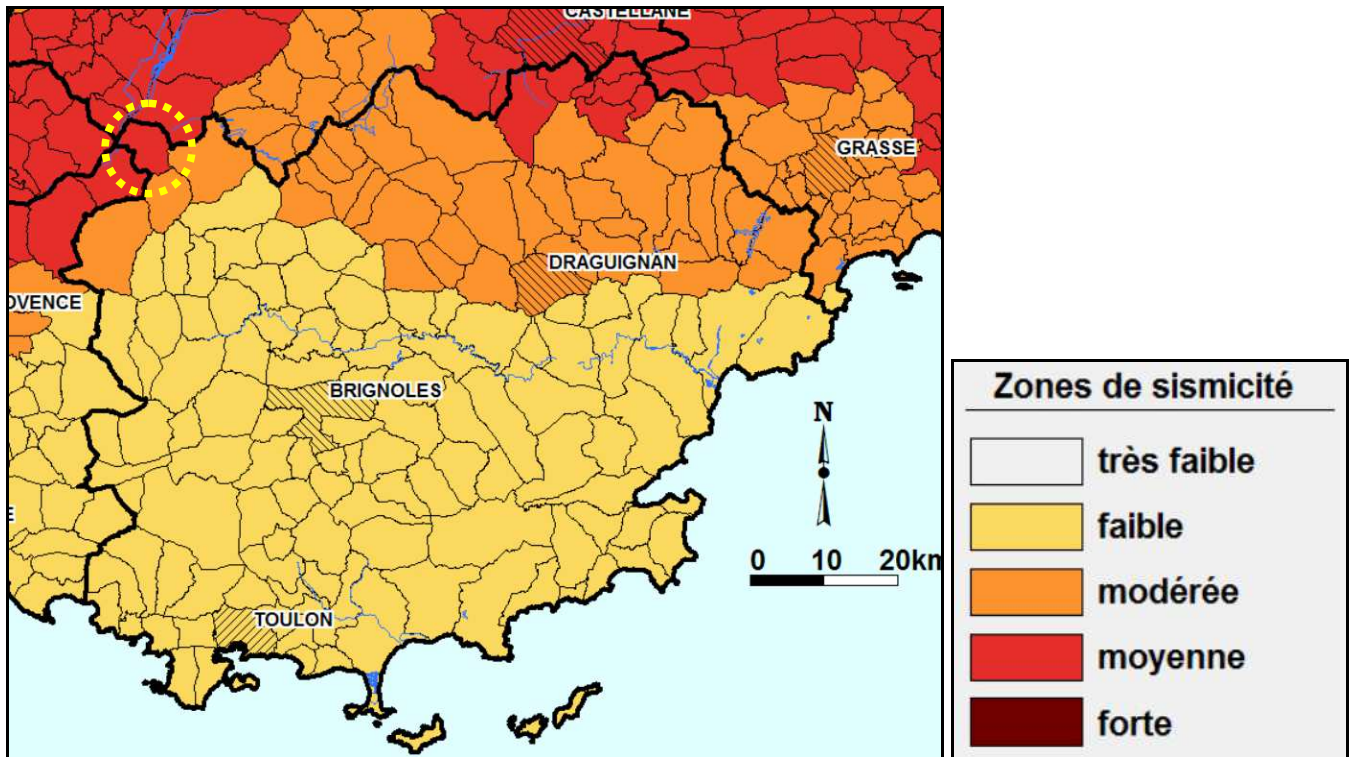 CASTELLANE
GRASSE
DRAGUIGNAN
OVENCE
BRIGNOLES
N
0 10 20km
E
TOULON
Zones de sismicité
très faible
faible
modérée
moyenne
forte